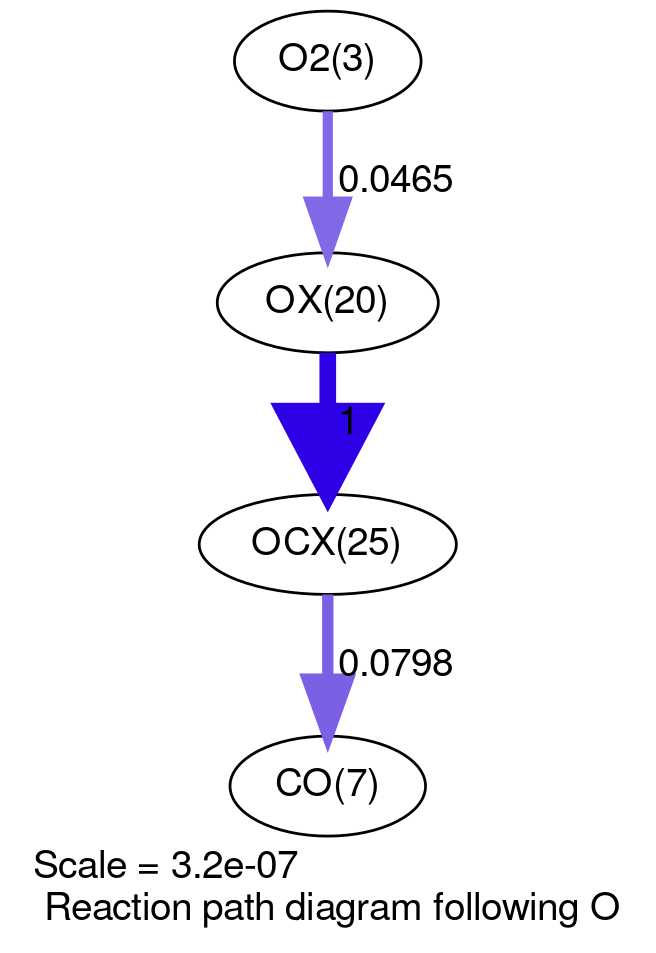 O2(3)
0.0465
OX(20)
1
OCX(25)
0.0798
CO(7)
Scale = 3.2e-07
Reaction path diagram following O